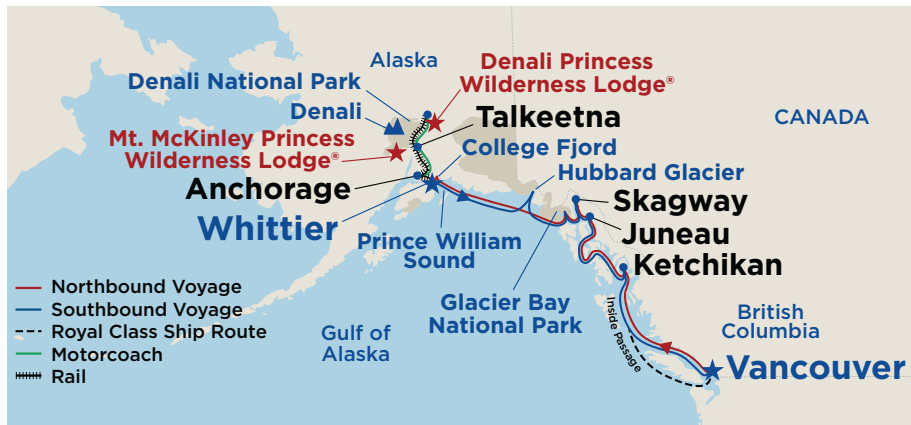 Alaska
Denali Princess
Wilderness Lodge®
Denali National Park
Denali
Talkeetna
CANADA
Mt. McKinley Princess
Wilderness Lodge®
College Fjord
Hubbard Glacier
Anchorage
Skagway
Whittier
Juneau
Prince William
Sound
Ketchikan
Glacier Bay
National Park
Northbound Voyage
Southbound Voyage
Royal Class Ship Route
Motorcoach
Rail
Gulf of
Alaska
Inside Passage
British
Columbia
Vancouver